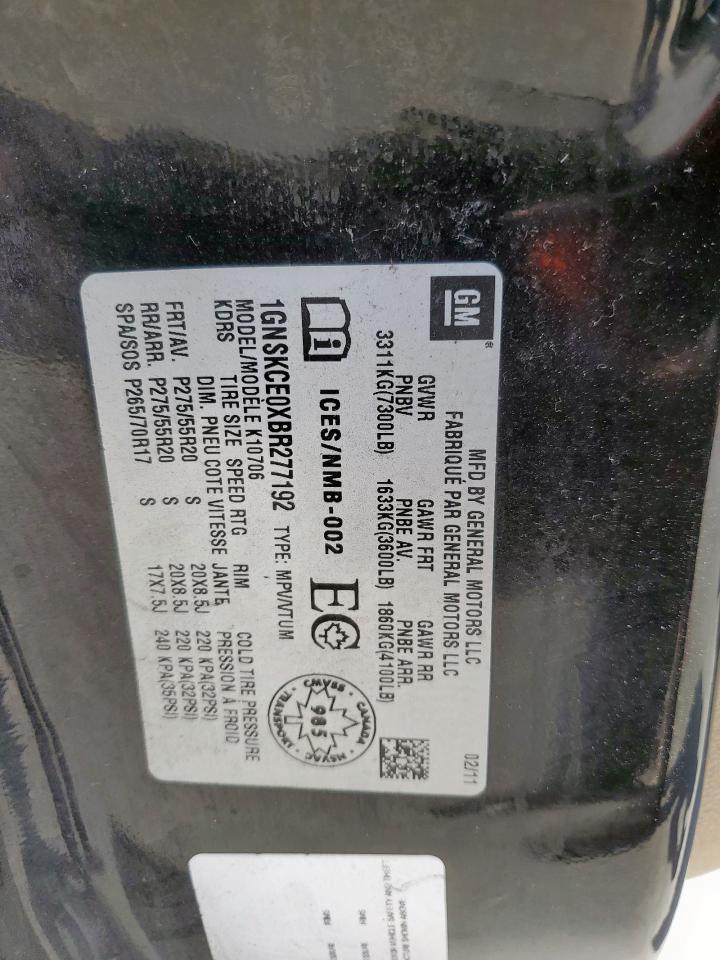 GM
MFD BY GENERAL MOTORS LLC
FABRIQUÉ PAR GENERAL MOTORS LLC
02/11
GVWR GAWR FRT GAWR RR
PNBV PNBE AV. PNBE ARR.
3311KG(7300LB) 1633KG(3600LB) 1860KG(4100LB)
i ICES/NMB-002 EC
CANADA
CMVSS
NSVAC
TRANSPORT
985
1GNSKCE0XBR277192 TYPE: MPV/VTUM
MODEL/MODÈLE K10706
KDRS TIRE SIZE SPEED RTG RIM COLD TIRE PRESSURE
DIM. PNEU COTE VITESSE JANTE PRESSION À FROID
FRT/AV. P275/55R20 S 20X8.5J 220 KPA(32PSI)
RR/ARR. P275/55R20 S 20X8.5J 220 KPA(32PSI)
SPA/SOS P265/70R17 S 17X7.5J 240 KPA(35PSI)